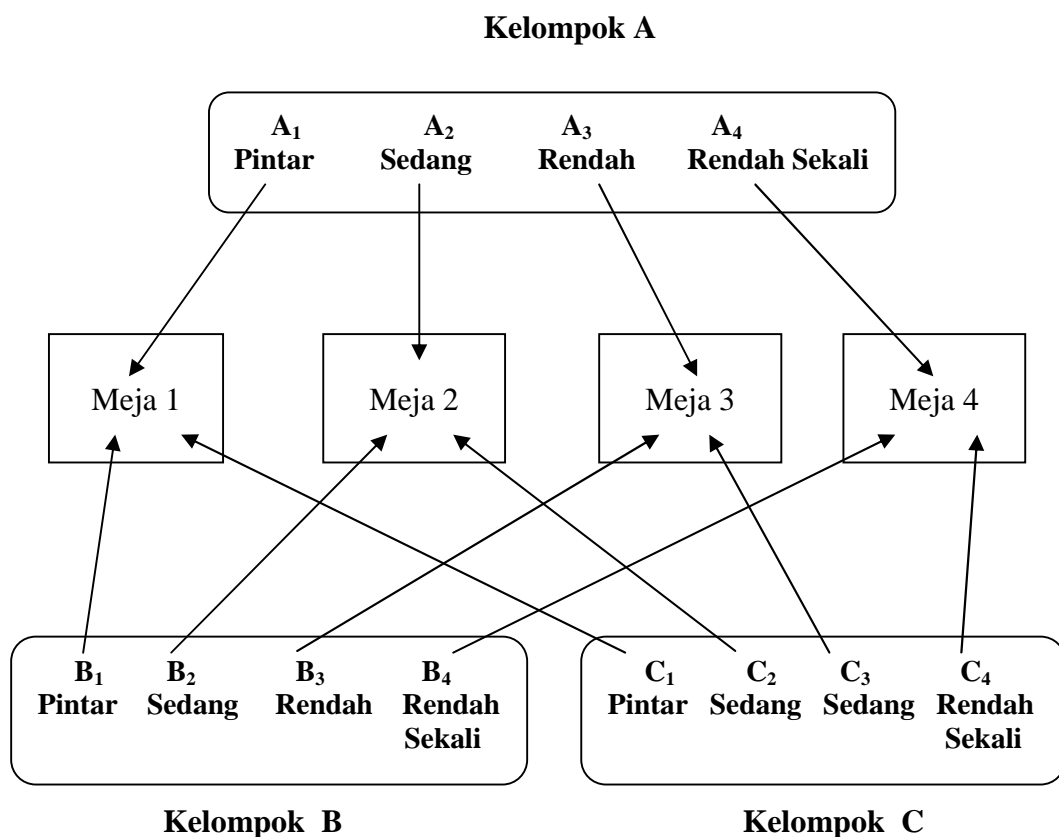 Kelompok A
A₁ A₂ A₃ A₄
Pintar Sedang Rendah Rendah Sekali
Meja 1 Meja 2 Meja 3 Meja 4
B₁ B₂ B₃ B₄
Pintar Sedang Rendah Rendah
Sekali
C₁ C₂ C₃ C₄
Pintar Sedang Sedang Rendah
Sekali
Kelompok B
Kelompok C